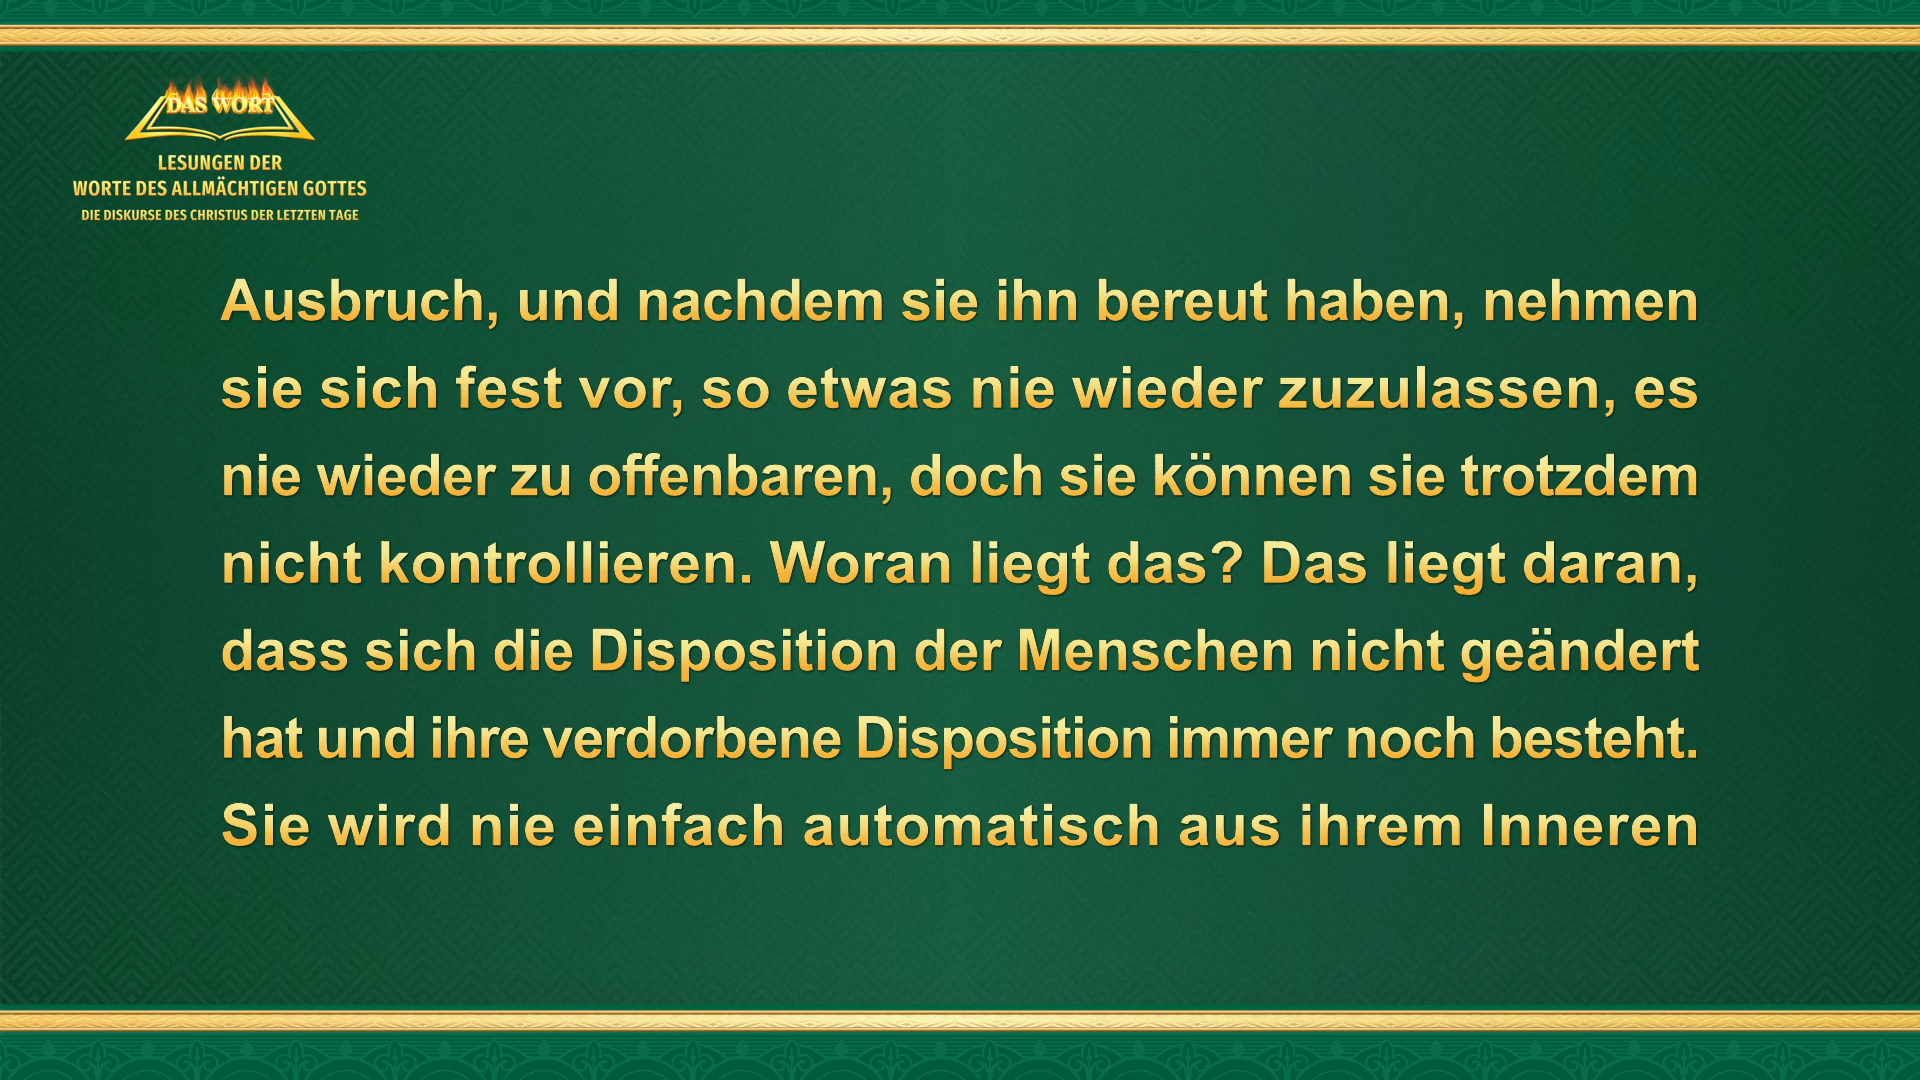 DAS WORT
LESUNGEN DER
WORTE DES ALLMÄCHTIGEN GOTTES
DIE DISKURSE DES CHRISTUS DER LETZTEN TAGE
Ausbruch, und nachdem sie ihn bereut haben, nehmen
sie sich fest vor, so etwas nie wieder zuzulassen, es
nie wieder zu offenbaren, doch sie können sie trotzdem
nicht kontrollieren. Woran liegt das? Das liegt daran,
dass sich die Disposition der Menschen nicht geändert
hat und ihre verdorbene Disposition immer noch besteht.
Sie wird nie einfach automatisch aus ihrem Inneren